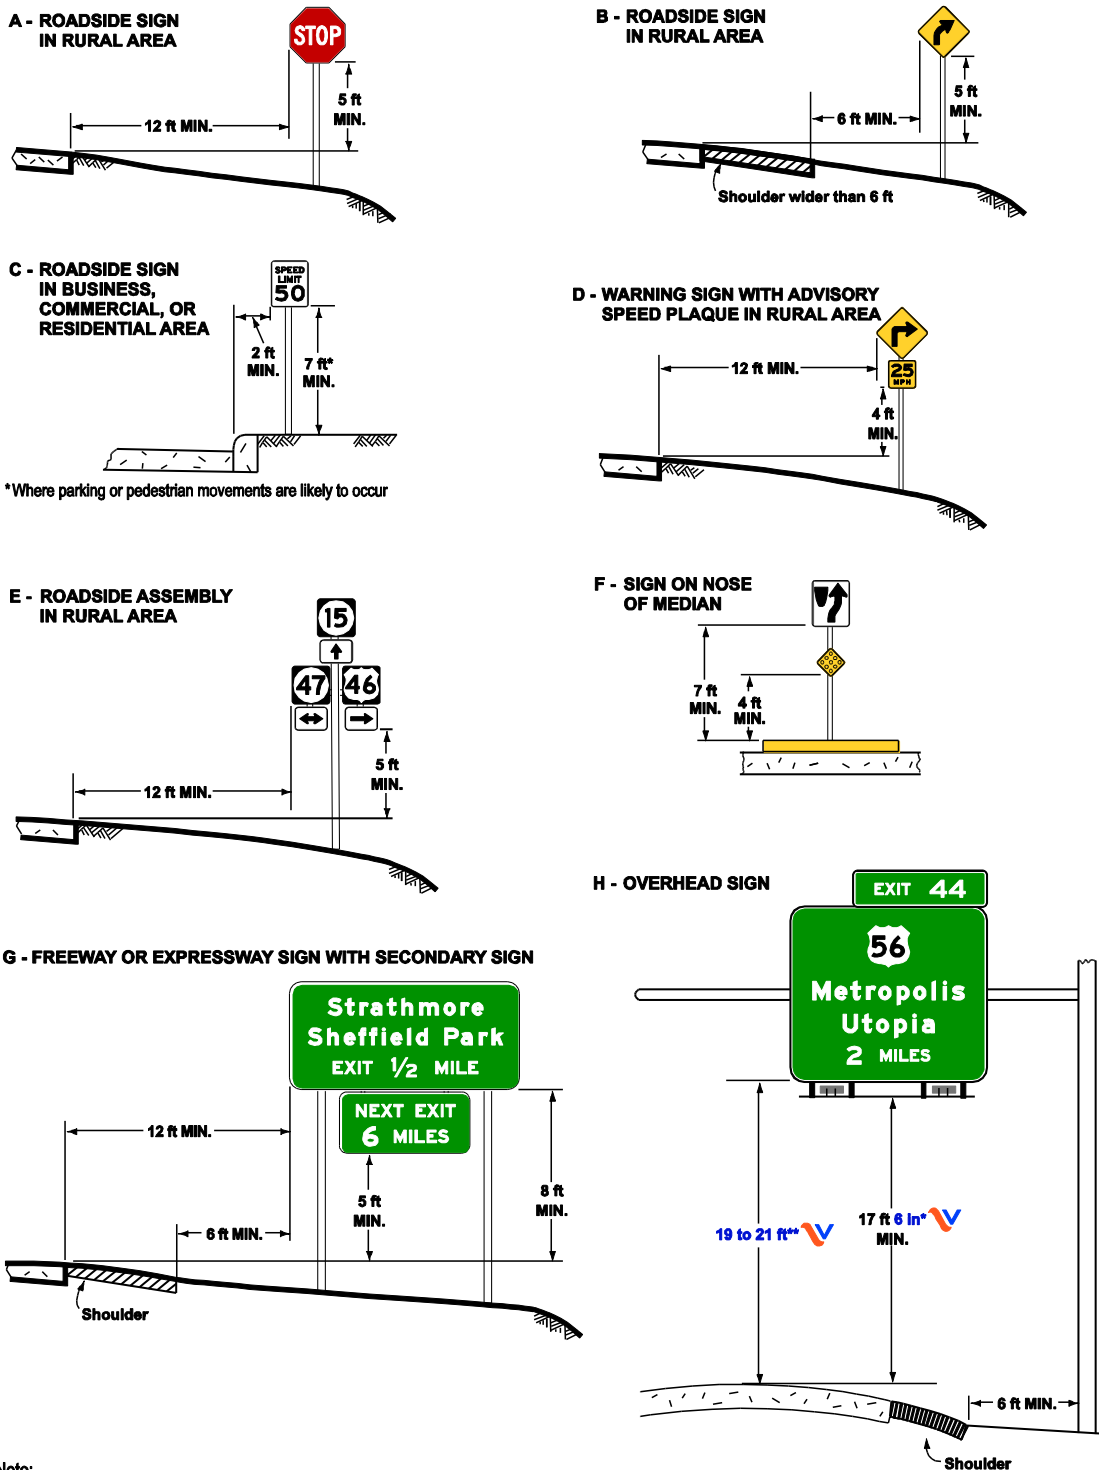 A - ROADSIDE SIGN
IN RURAL AREA
STOP
5 ft
MIN.
12 ft MIN.
B - ROADSIDE SIGN
IN RURAL AREA
5 ft
MIN.
6 ft MIN.
Shoulder wider than 6 ft
C - ROADSIDE SIGN
IN BUSINESS,
COMMERCIAL, OR
RESIDENTIAL AREA
SPEED
LIMIT
50
2 ft
MIN.
7 ft*
MIN.
*Where parking or pedestrian movements are likely to occur
D - WARNING SIGN WITH ADVISORY
SPEED PLAQUE IN RURAL AREA
25
MPH
12 ft MIN.
4 ft
MIN.
E - ROADSIDE ASSEMBLY
IN RURAL AREA
15
47
46
5 ft
MIN.
12 ft MIN.
F - SIGN ON NOSE
OF MEDIAN
7 ft
MIN.
4 ft
MIN.
G - FREEWAY OR EXPRESSWAY SIGN WITH SECONDARY SIGN
Strathmore
Sheffield Park
EXIT 1/2 MILE
NEXT EXIT
6 MILES
12 ft MIN.
6 ft MIN.
5 ft
MIN.
8 ft
MIN.
Shoulder
H - OVERHEAD SIGN
EXIT 44
56
Metropolis
Utopia
2 MILES
19 to 21 ft**
17 ft 6 in*
MIN.
6 ft MIN.
Shoulder
Note: